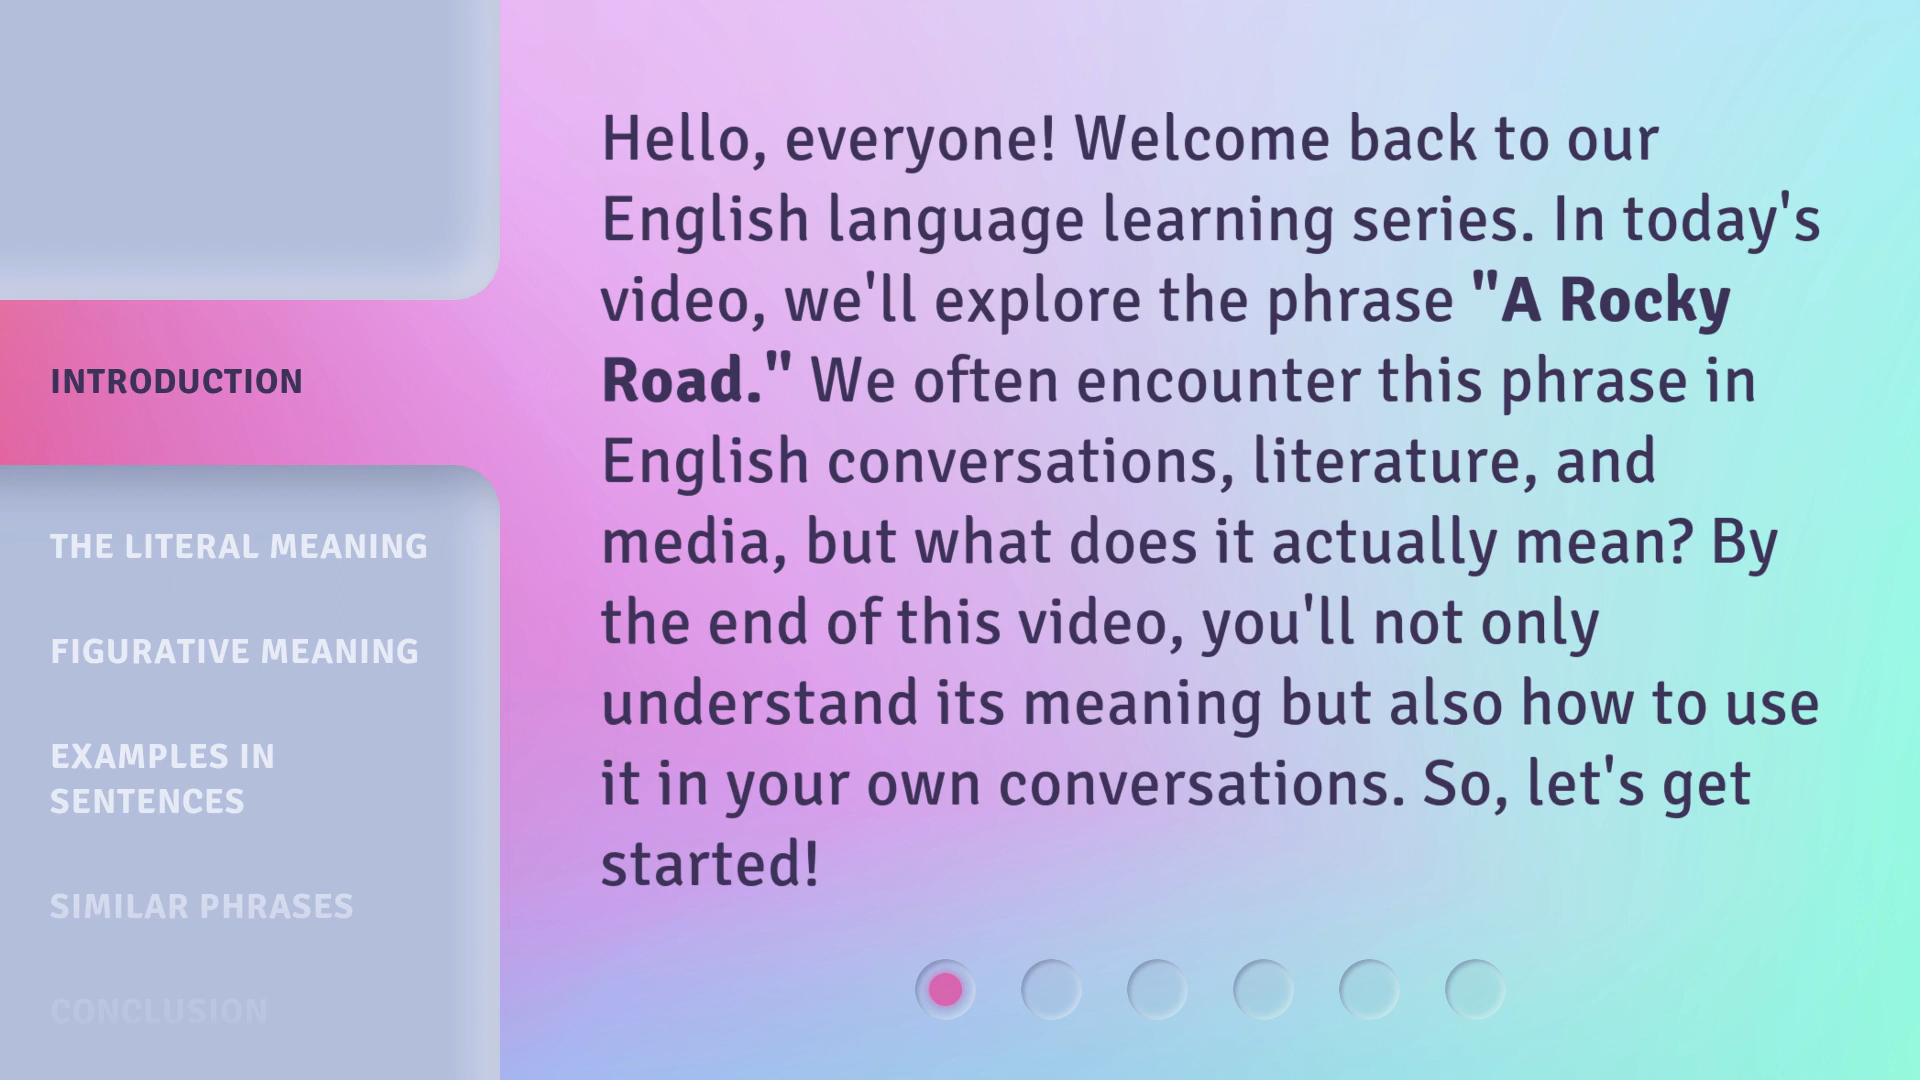 INTRODUCTION
THE LITERAL MEANING
FIGURATIVE MEANING
EXAMPLES IN
SENTENCES
SIMILAR PHRASES
CONCLUSION
Hello, everyone! Welcome back to our
English language learning series. In today's
video, we'll explore the phrase "A Rocky
Road." We often encounter this phrase in
English conversations, literature, and
media, but what does it actually mean? By
the end of this video, you'll not only
understand its meaning but also how to use
it in your own conversations. So, let's get
started!